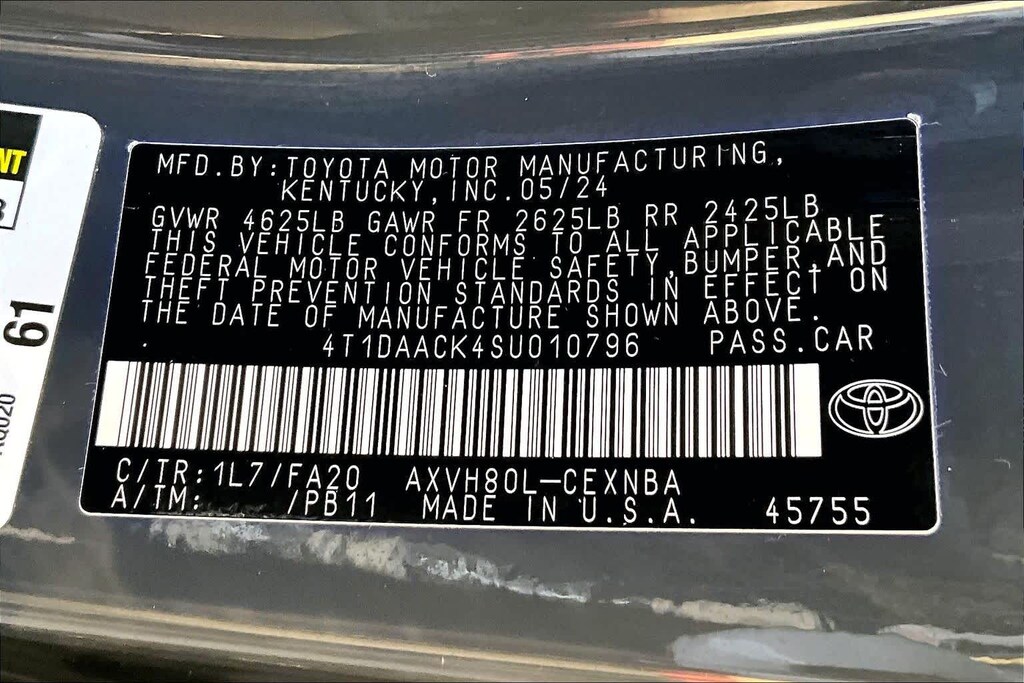 MFD.BY:TOYOTA MOTOR MANUFACTURING,
KENTUCKY,INC.05/24
GVWR 4625LB GAWR FR 2625LB RR 2425LB
THIS VEHICLE CONFORMS TO ALL APPLICABLE
FEDERAL MOTOR VEHICLE SAFETY,BUMPER,AND
THEFT PREVENTION STANDARDS IN EFFECT ON
THE DATE OF MANUFACTURE SHOWN ABOVE.
4T1DAACK4SU010796 PASS.CAR
C/TR:1L7/FA20 AXVH80L-CEXNBA
A/TM: /PB11 MADE IN U.S.A. 45755
NT
61